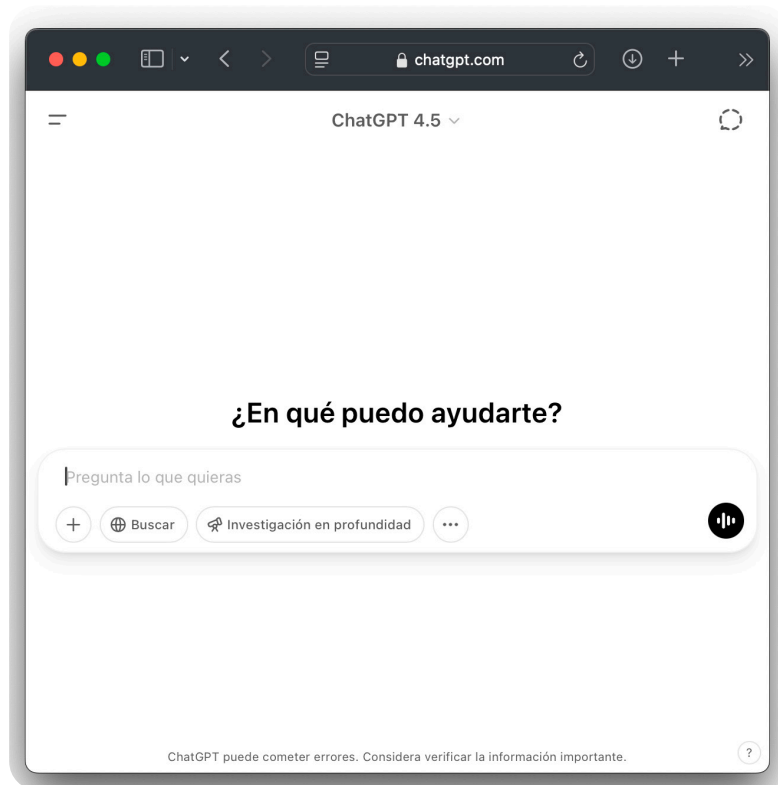 chatgpt.com
ChatGPT 4.5
¿En qué puedo ayudarte?
Pregunta lo que quieras
Buscar
Investigación en profundidad
ChatGPT puede cometer errores. Considera verificar la información importante.
?